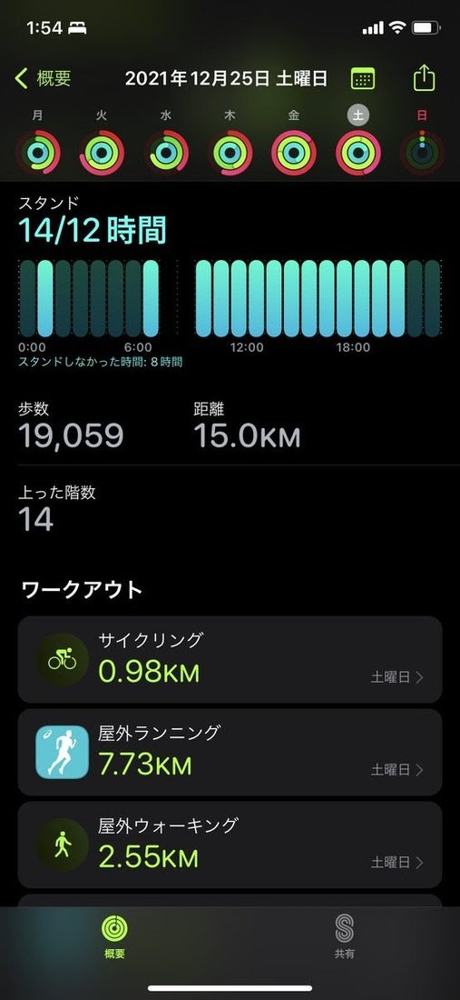 1:54
概要 2021年12月25日 土曜日
月 火 水 木 金 土 日
スタンド
14/12時間
0:00 6:00 12:00 18:00
スタンドしなかった時間: 8時間
歩数 距離
19,059 15.0KM
上った階数
14
ワークアウト
サイクリング
0.98KM 土曜日
屋外ランニング
7.73KM 土曜日
屋外ウォーキング
2.55KM 土曜日
概要 共有